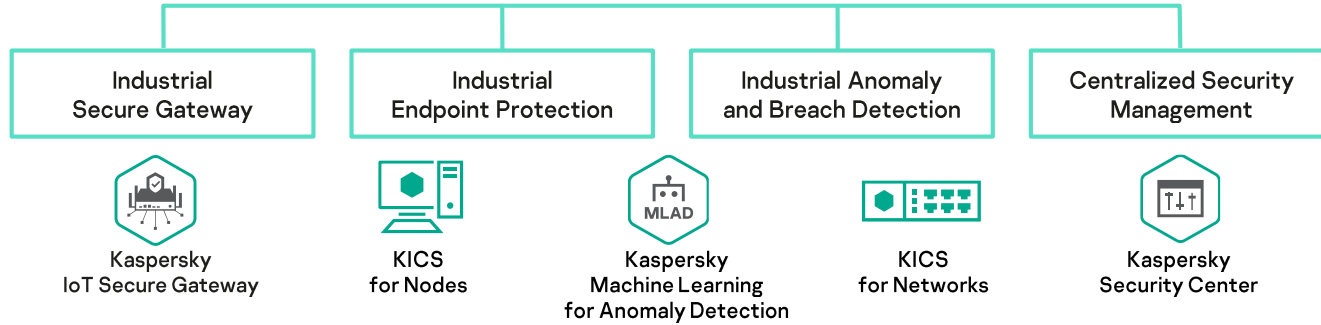 Industrial
Secure Gateway
Industrial
Endpoint Protection
Industrial Anomaly
and Breach Detection
Centralized Security
Management
Kaspersky
IoT Secure Gateway
KICS
for Nodes
MLAD
Kaspersky
Machine Learning
for Anomaly Detection
KICS
for Networks
Kaspersky
Security Center